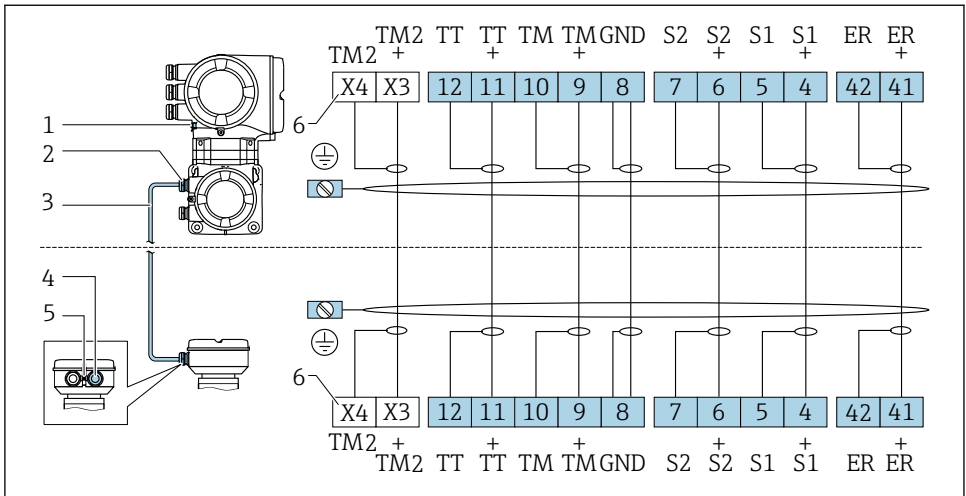 TM2 TT TT TM TM GND S2 S2 S1 S1 ER ER
TM2 + + + + + +
X4 X3 12 11 10 9 8 7 6 5 4 42 41
6
1
2
3
4
5
6
X4 X3 12 11 10 9 8 7 6 5 4 42 41
TM2 + + + + + +
TM2 TT TT TM TM GND S2 S2 S1 S1 ER ER